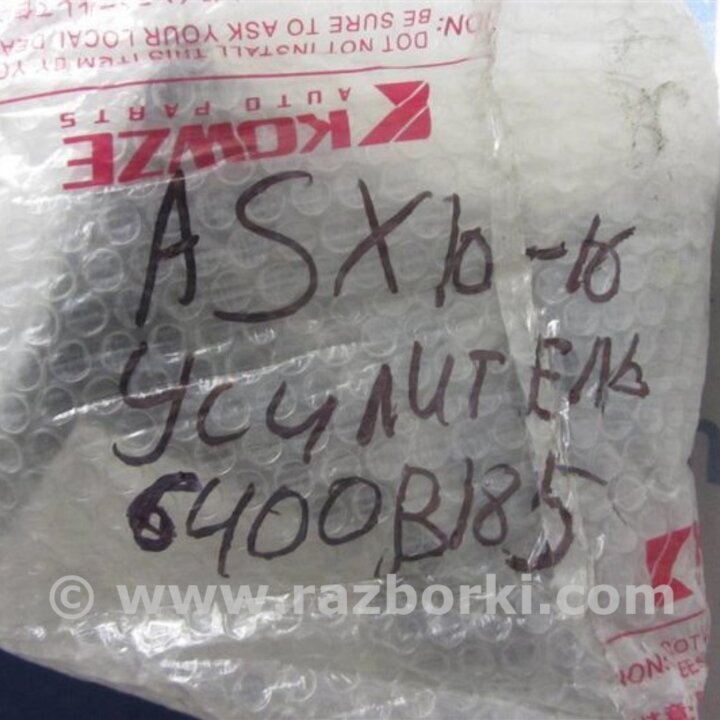 BE SURE TO ASK YOUR LOCAL DEA
DO NOT INSTALL THIS ITEM BY YO
AUTO PARTS
KOWZE
ASX 10-16
Усилитель
6400B185
© www.razborki.com
ION: